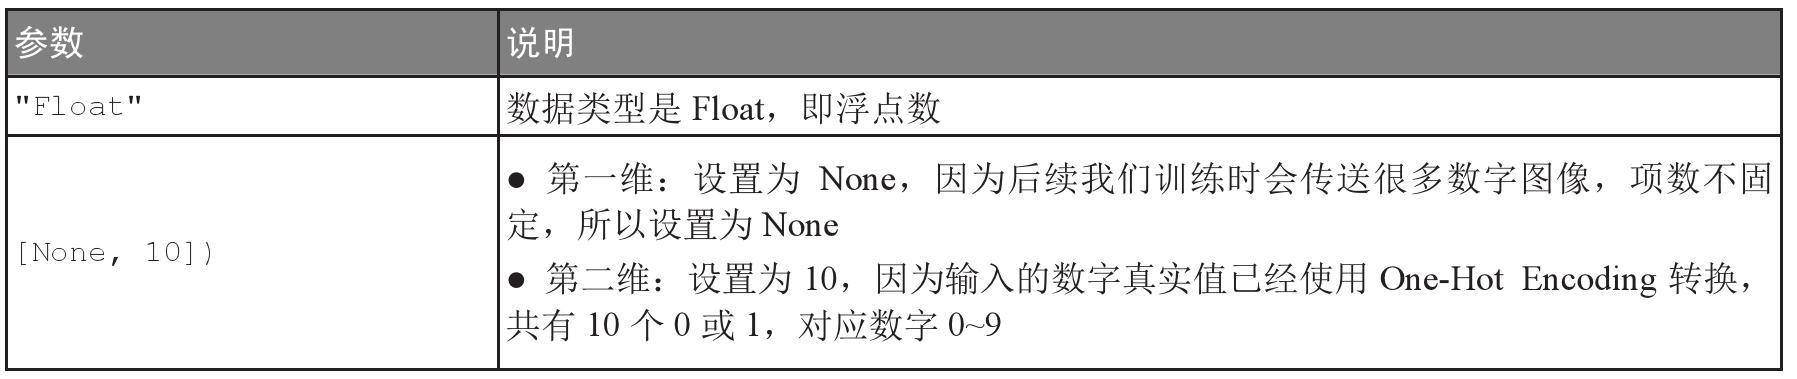 参数 说明
"Float" 数据类型是 Float，即浮点数
[None, 10])
● 第一维：设置为 None，因为后续我们训练时会传送很多数字图像，项数不固
定，所以设置为 None
● 第二维：设置为 10，因为输入的数字真实值已经使用 One-Hot Encoding 转换，
共有 10 个 0 或 1，对应数字 0~9